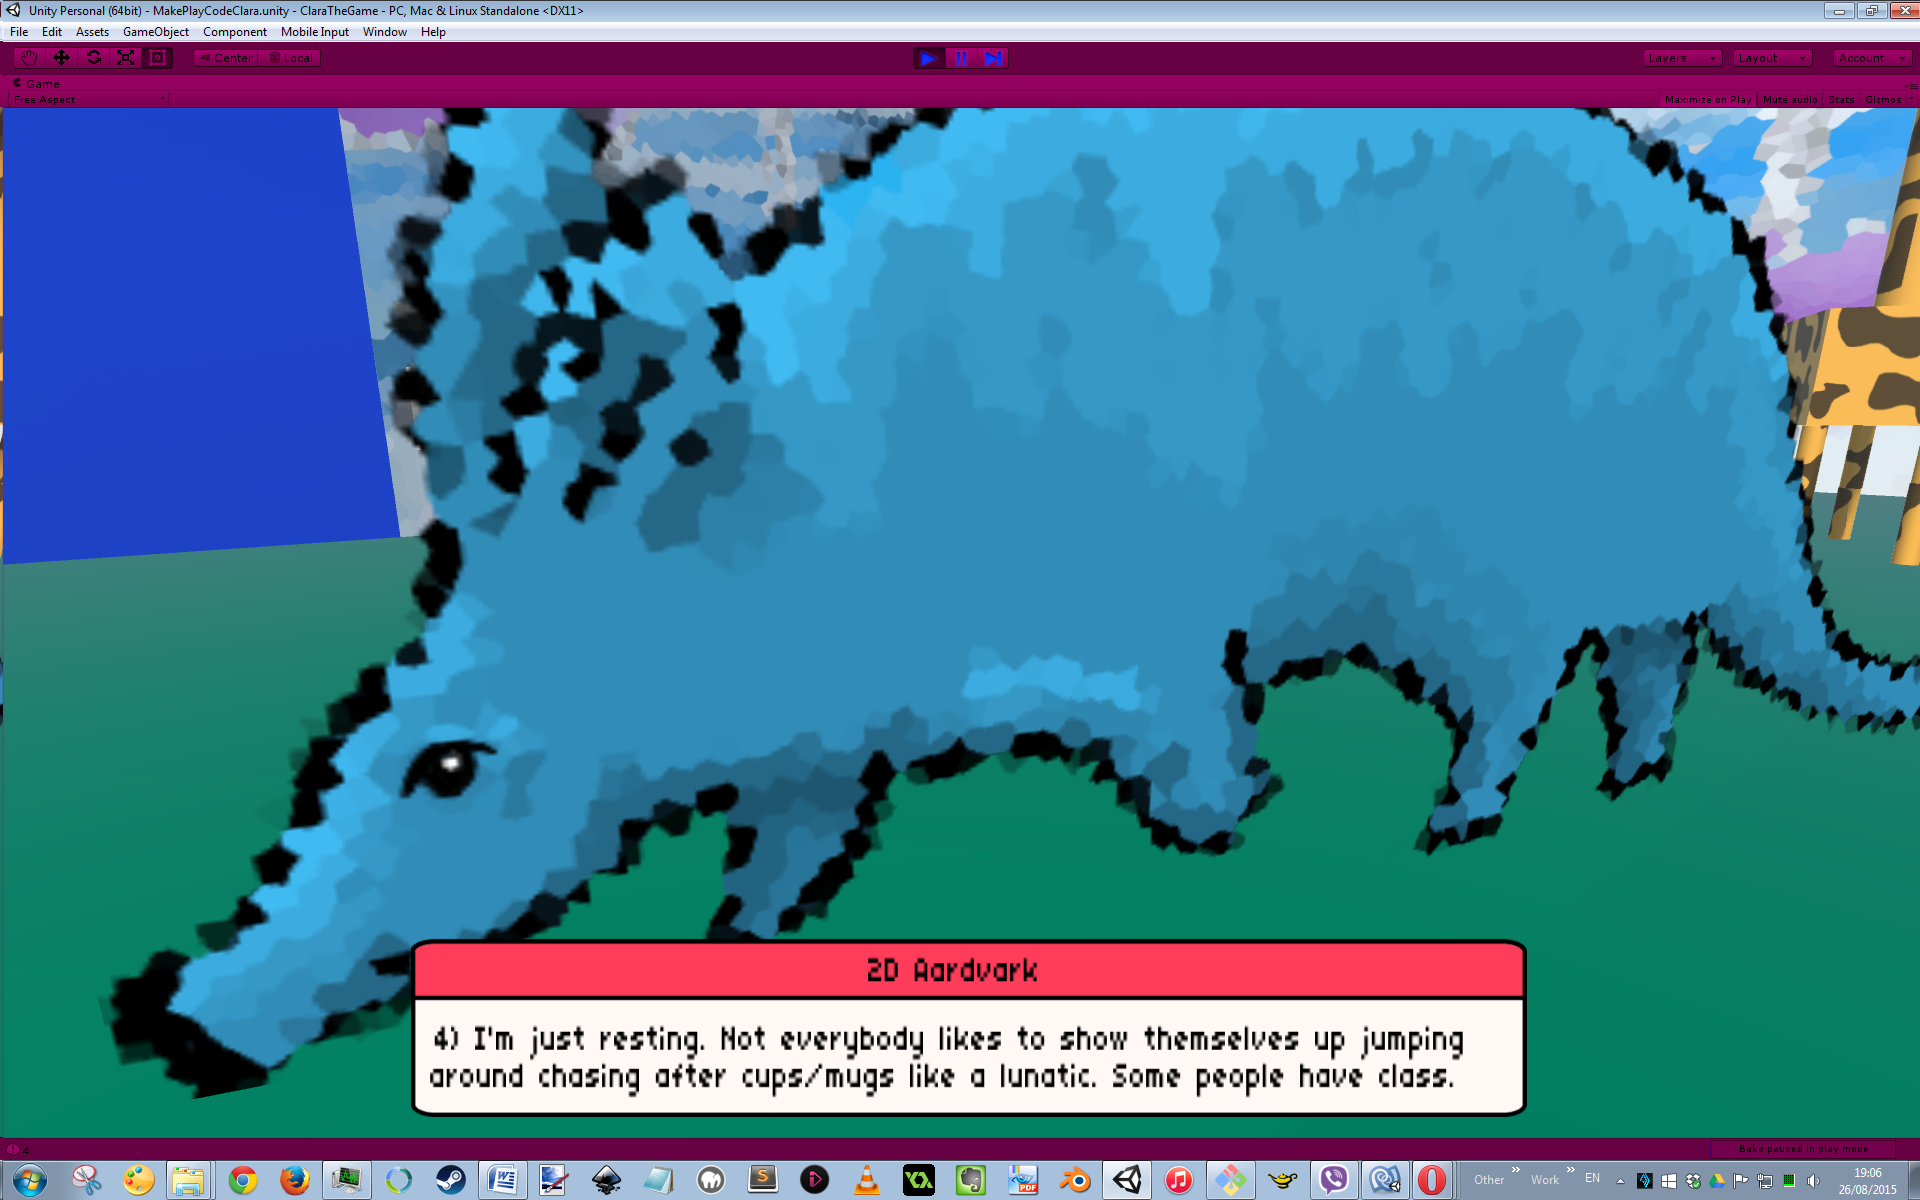 Unity Personal (64bit) - MakePlayCodeClara.unity - ClaraTheGame - PC, Mac & Linux Standalone <DX11>
File Edit Assets GameObject Component Mobile Input Window Help
Center Local Layers Layout Account
Game
Free Aspect Maximize on Play Mute audio Stats Gizmos
2D Aardvark
4) I'm just resting. Not everybody likes to show themselves up jumping
around chasing after cups/mugs like a lunatic. Some people have class.
4 Bake paused in play mode
Other » Work » EN 19:06
26/08/2015